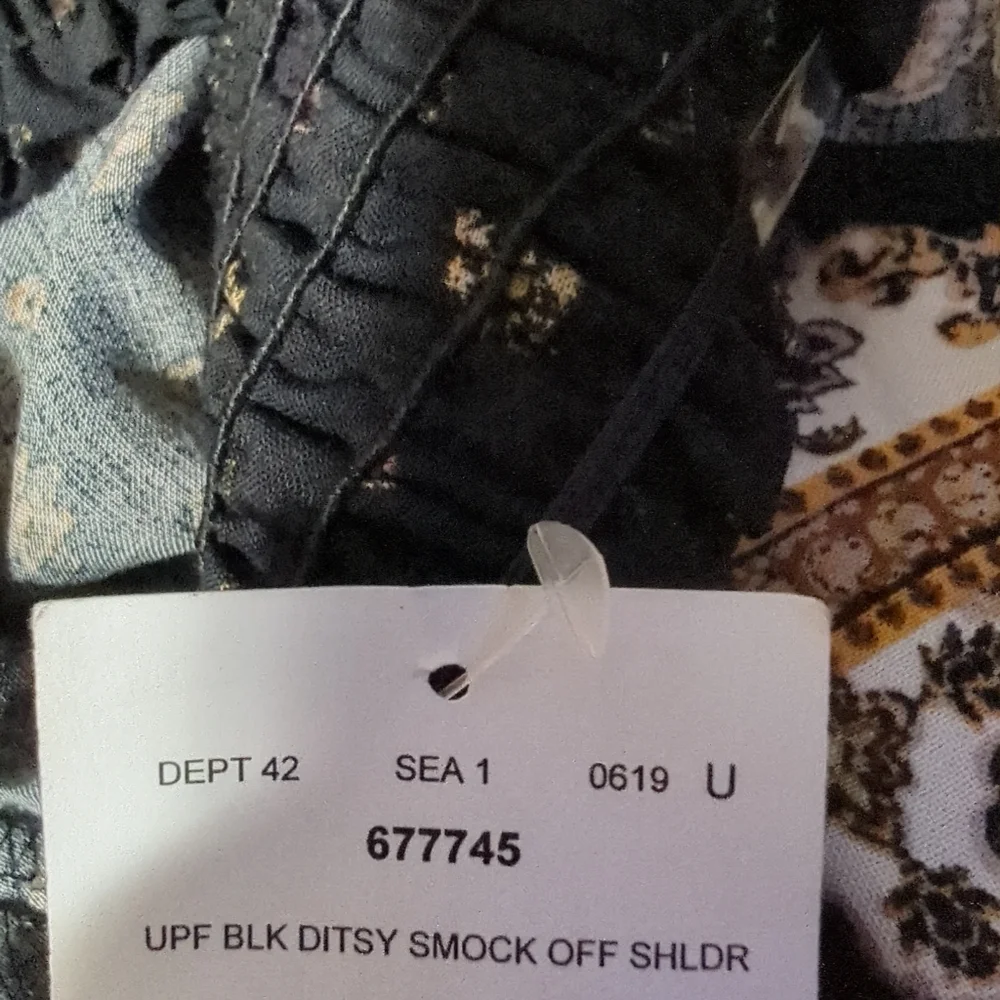 DEPT 42 SEA 1 0619 U
677745
UPF BLK DITSY SMOCK OFF SHLDR